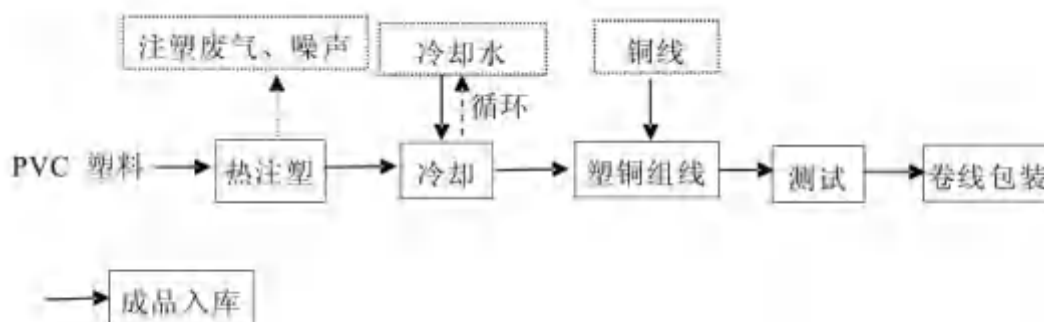 注塑废气、噪声
冷却水
铜线
循环
PVC 塑料
热注塑
冷却
塑铜组线
测试
卷线包装
成品入库